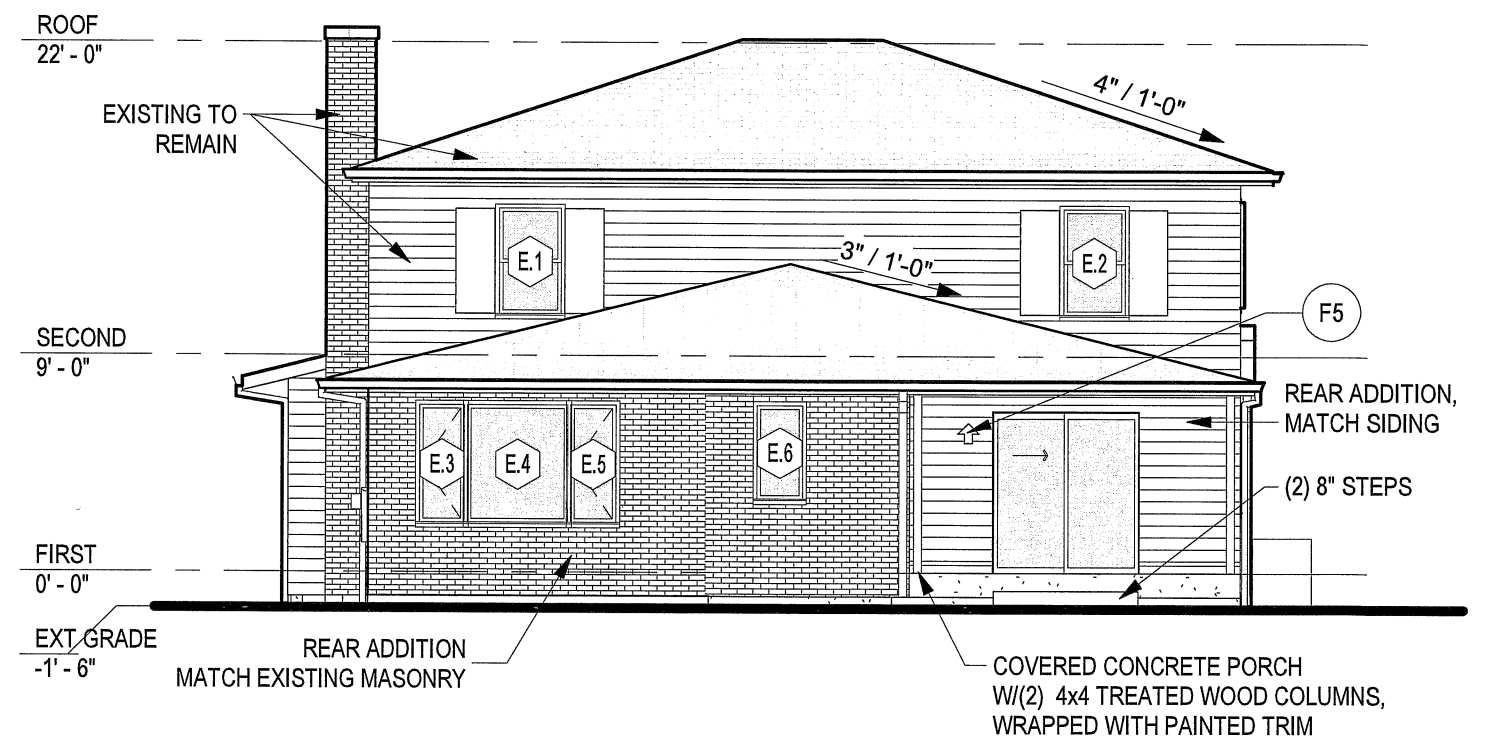 ROOF
22' - 0"
EXISTING TO
REMAIN
4" / 1'-0"
E.1
E.2
3" / 1'-0"
F5
SECOND
9' - 0"
REAR ADDITION,
MATCH SIDING
E.3
E.4
E.5
E.6
(2) 8" STEPS
FIRST
0' - 0"
EXT GRADE
-1' - 6"
REAR ADDITION
MATCH EXISTING MASONRY
COVERED CONCRETE PORCH
W/(2) 4x4 TREATED WOOD COLUMNS,
WRAPPED WITH PAINTED TRIM